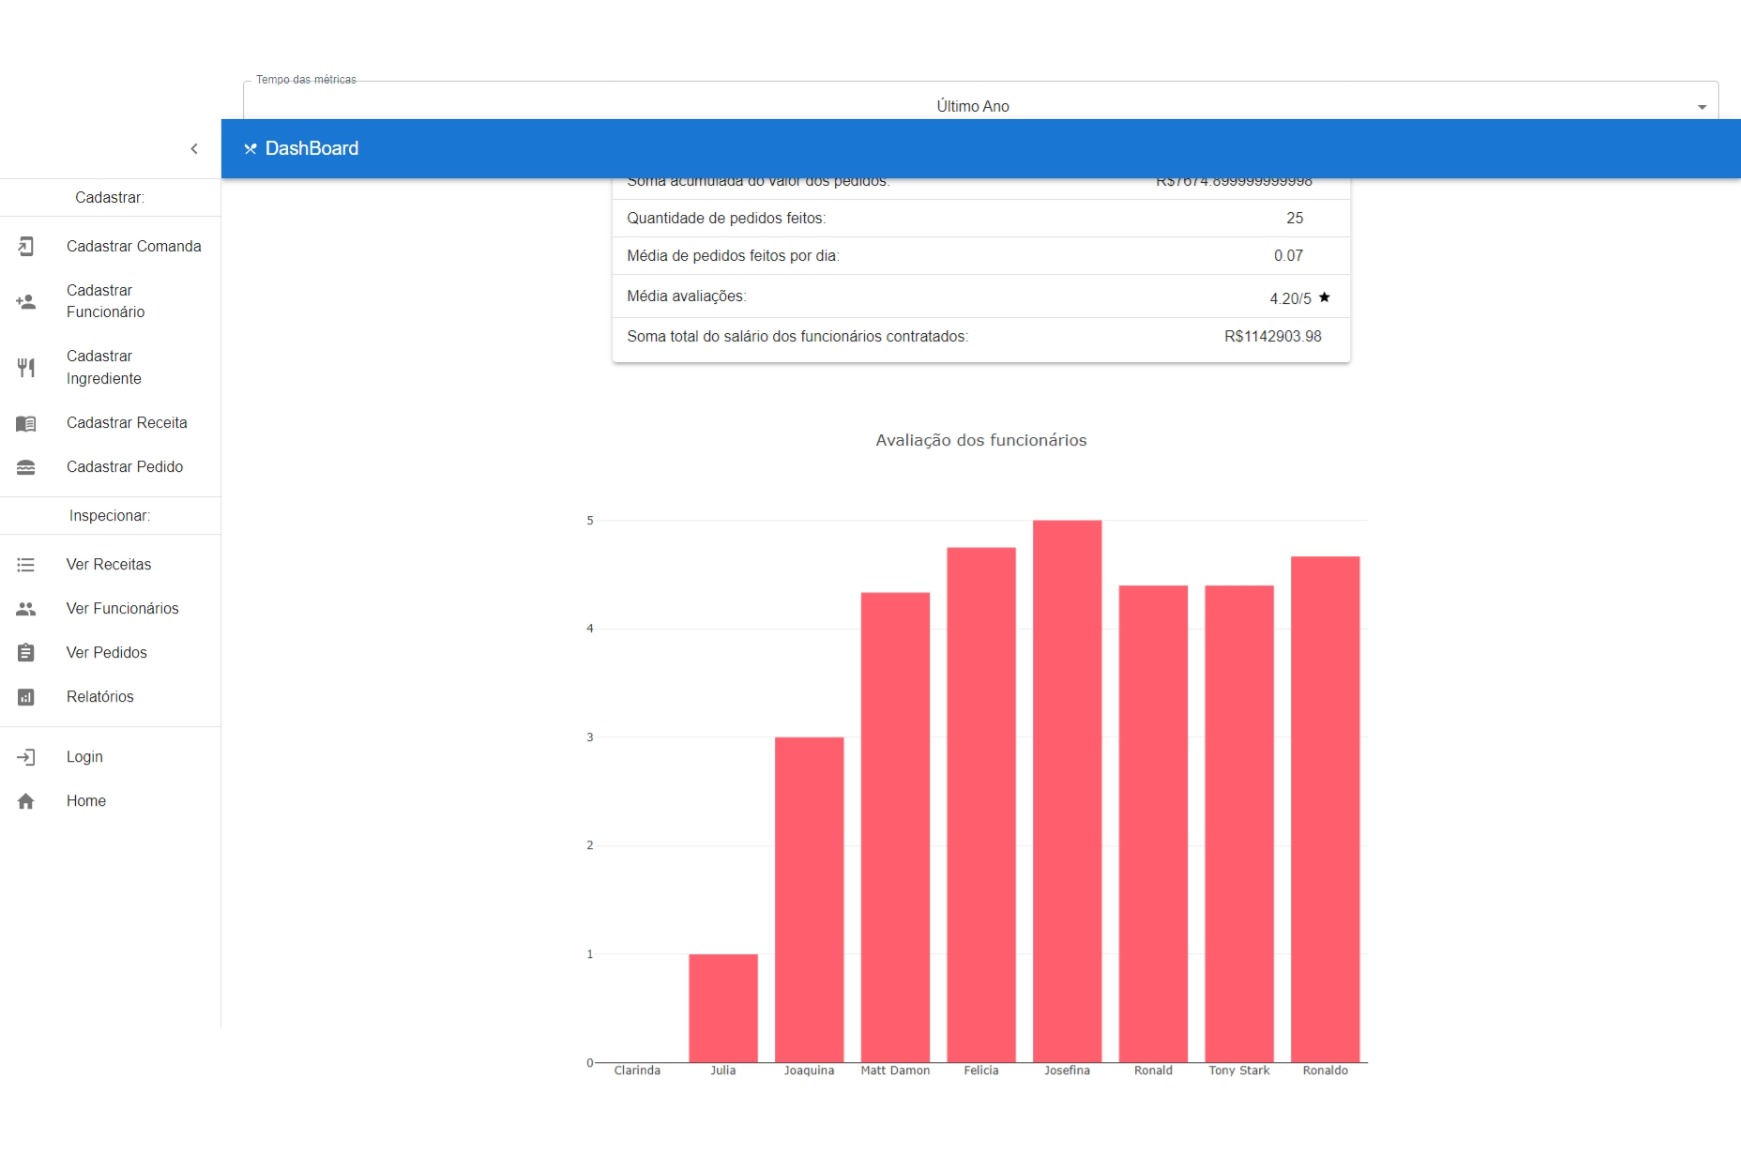 Tempo das métricas
Último Ano
DashBoard
Cadastrar:
Cadastrar Comanda
Cadastrar
Funcionário
Cadastrar
Ingrediente
Cadastrar Receita
Cadastrar Pedido
Inspecionar:
Ver Receitas
Ver Funcionários
Ver Pedidos
Relatórios
Login
Home
Soma acumulada do valor dos pedidos: R$7674.899999999998
Quantidade de pedidos feitos: 25
Média de pedidos feitos por dia: 0.07
Média avaliações: 4.20/5 ★
Soma total do salário dos funcionários contratados: R$1142903.98
Avaliação dos funcionários
5
4
3
2
1
0
Clarinda Julia Joaquina Matt Damon Felicia Josefina Ronald Tony Stark Ronaldo